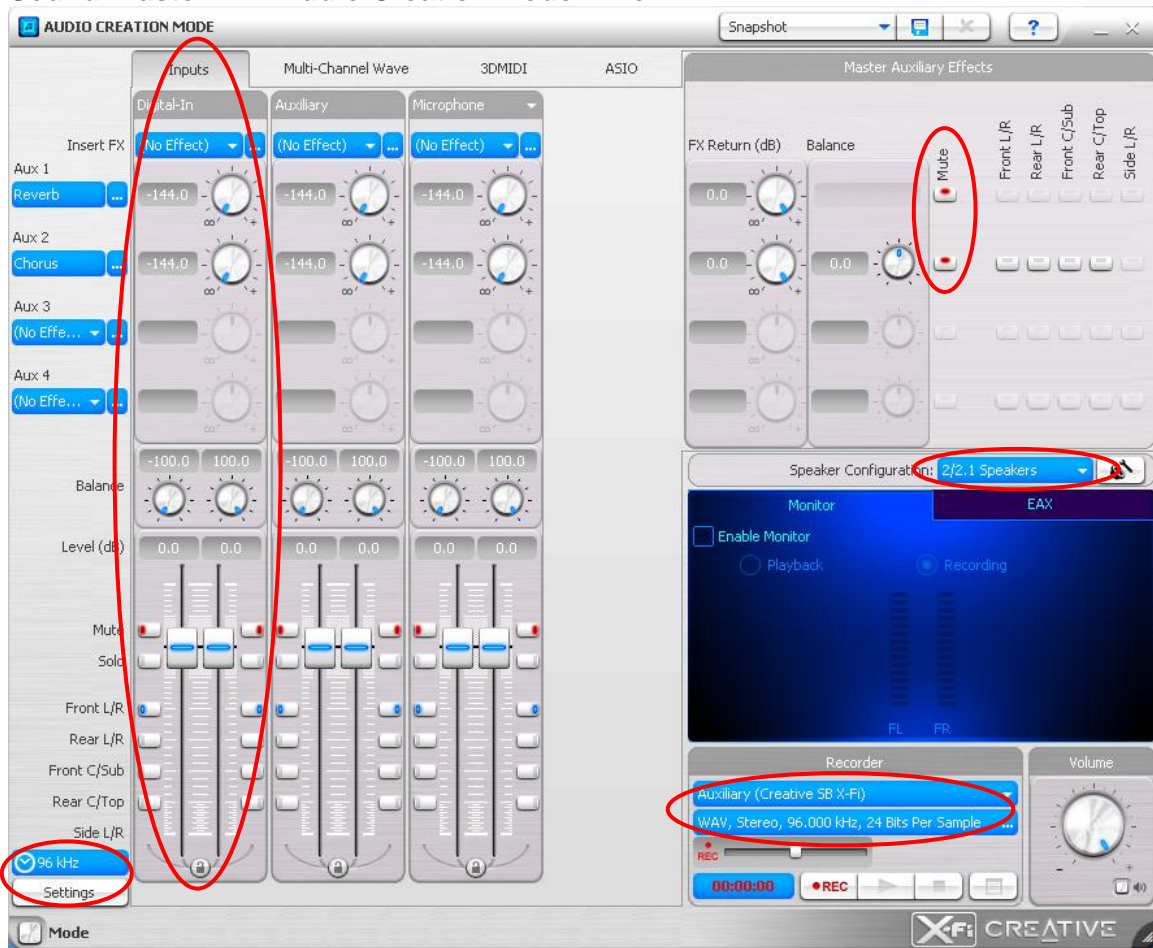 AUDIO CREATION MODE
Snapshot
?
Inputs
Multi-Channel Wave
3DMIDI
ASIO
Master Auxiliary Effects
Digital-In
Auxiliary
Microphone
Insert FX
(No Effect) ...
(No Effect) ...
(No Effect) ...
FX Return (dB)
Balance
Mute
Front L/R
Rear L/R
Front C/Sub
Rear C/Top
Side L/R
Aux 1
Reverb ...
-144.0
-144.0
-144.0
0.0
∞ +
∞ +
∞ +
∞ +
Aux 2
Chorus ...
-144.0
-144.0
-144.0
0.0
0.0
∞ +
∞ +
∞ +
∞ +
Aux 3
(No Effe... ...
∞ +
∞ +
∞ +
∞ +
Aux 4
(No Effe... ...
∞ +
∞ +
∞ +
∞ +
Balance
-100.0 100.0
-100.0 100.0
-100.0 100.0
Speaker Configuration: 2/2.1 Speakers
Monitor
EAX
Level (dB)
0.0 0.0
0.0 0.0
0.0 0.0
Enable Monitor
Playback
Recording
Mute
Solo
Front L/R
Rear L/R
Front C/Sub
Rear C/Top
Side L/R
FL FR
Recorder
Volume
Auxiliary (Creative SB X-Fi)
WAV, Stereo, 96.000 kHz, 24 Bits Per Sample ...
REC
- +
96 kHz
Settings
00:00:00
REC
Mode
X-Fi CREATIVE